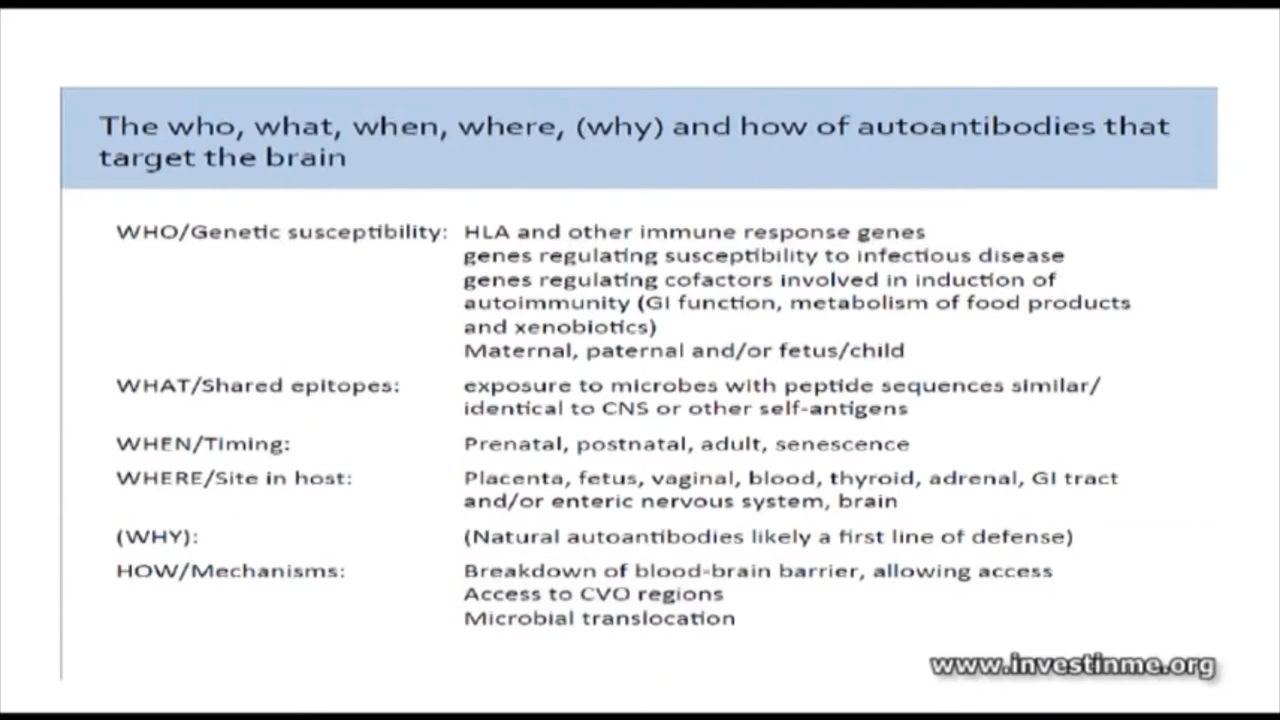 The who, what, when, where, (why) and how of autoantibodies that
target the brain
WHO/Genetic susceptibility: HLA and other immune response genes
genes regulating susceptibility to infectious disease
genes regulating cofactors involved in induction of
autoimmunity (GI function, metabolism of food products
and xenobiotics)
Maternal, paternal and/or fetus/child
WHAT/Shared epitopes: exposure to microbes with peptide sequences similar/
identical to CNS or other self-antigens
WHEN/Timing: Prenatal, postnatal, adult, senescence
WHERE/Site in host: Placenta, fetus, vaginal, blood, thyroid, adrenal, GI tract
and/or enteric nervous system, brain
(WHY): (Natural autoantibodies likely a first line of defense)
HOW/Mechanisms: Breakdown of blood-brain barrier, allowing access
Access to CVO regions
Microbial translocation
www.investinme.org